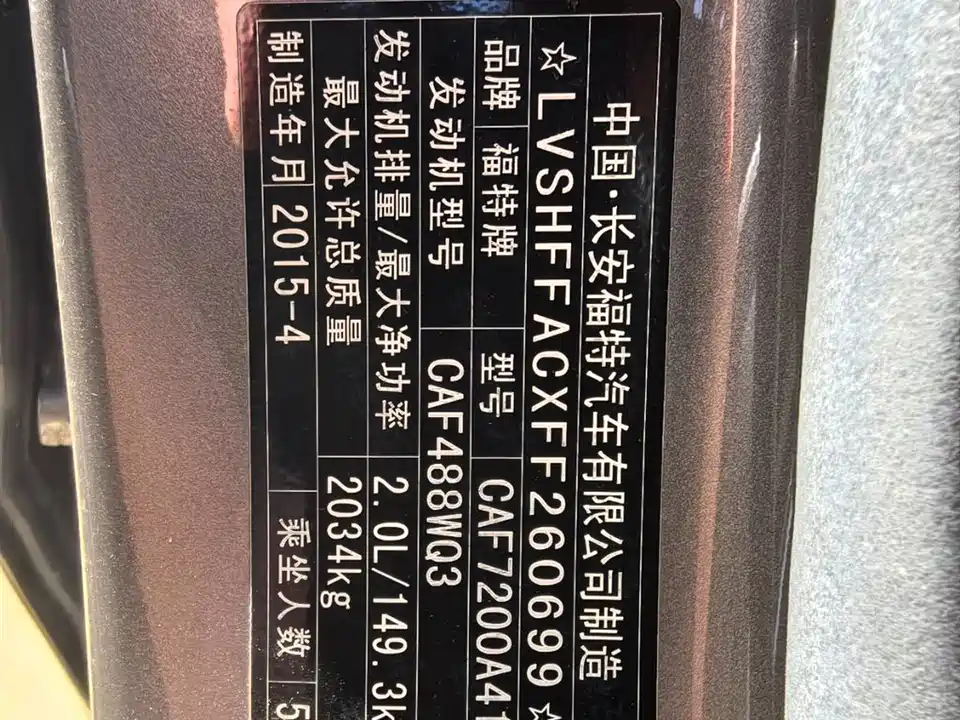 中国·长安福特汽车有限公司制造
☆LVSHFFACXFF260699☆
品牌 福特牌 型号 CAF7200A41
发动机型号 CAF488WQ3
发动机排量/最大净功率 2.0L/149.3k
最大允许总质量 2034kg
制造年月 2015-4 乘坐人数 5